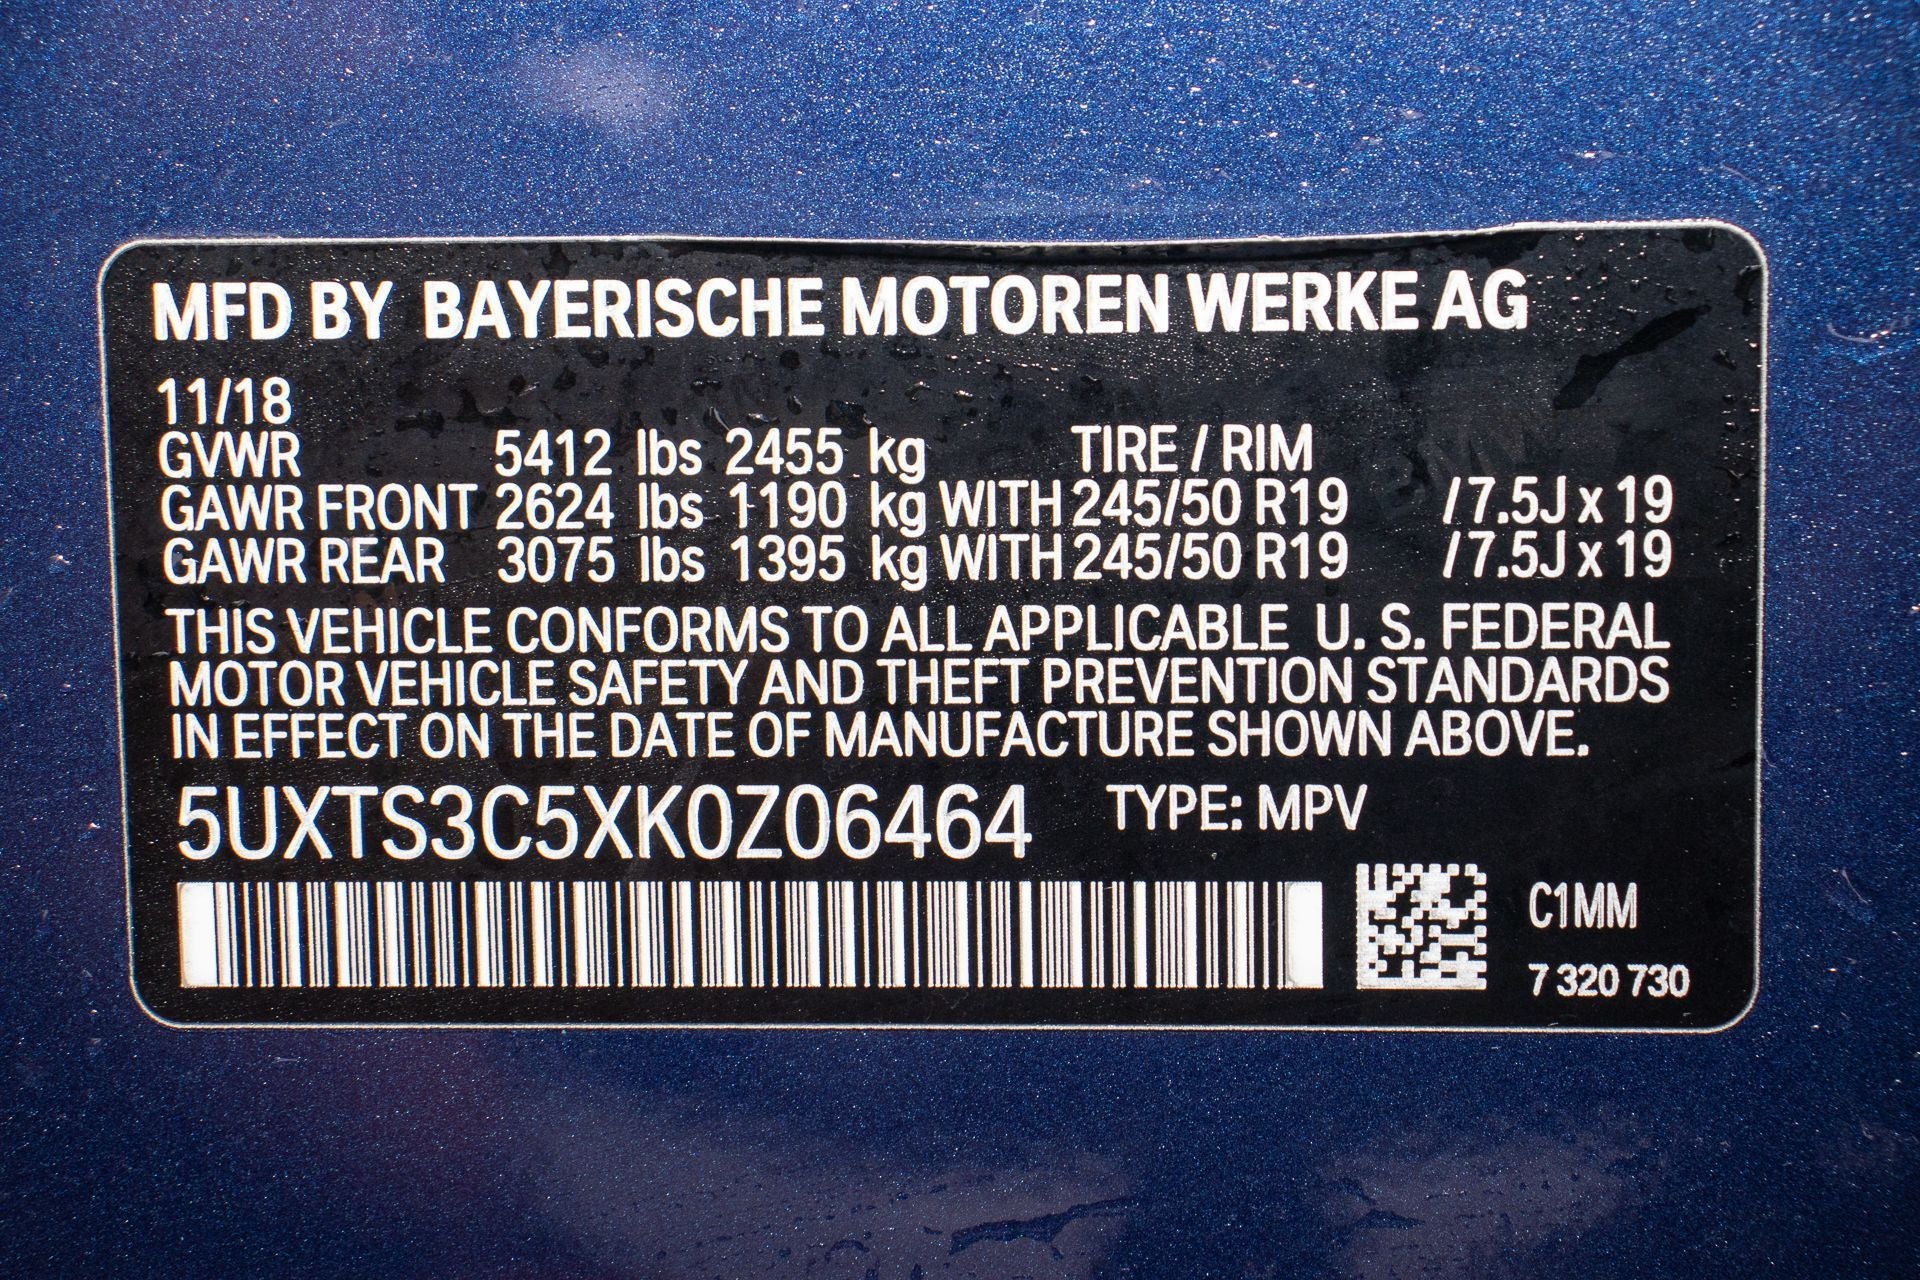 MFD BY BAYERISCHE MOTOREN WERKE AG
11/18
GVWR 5412 lbs 2455 kg TIRE / RIM
GAWR FRONT 2624 lbs 1190 kg WITH 245/50 R19 / 7.5J x 19
GAWR REAR 3075 lbs 1395 kg WITH 245/50 R19 / 7.5J x 19
THIS VEHICLE CONFORMS TO ALL APPLICABLE U. S. FEDERAL
MOTOR VEHICLE SAFETY AND THEFT PREVENTION STANDARDS
IN EFFECT ON THE DATE OF MANUFACTURE SHOWN ABOVE.
5UXTS3C5XK0Z06464 TYPE: MPV
C1MM
7 320 730
BMW